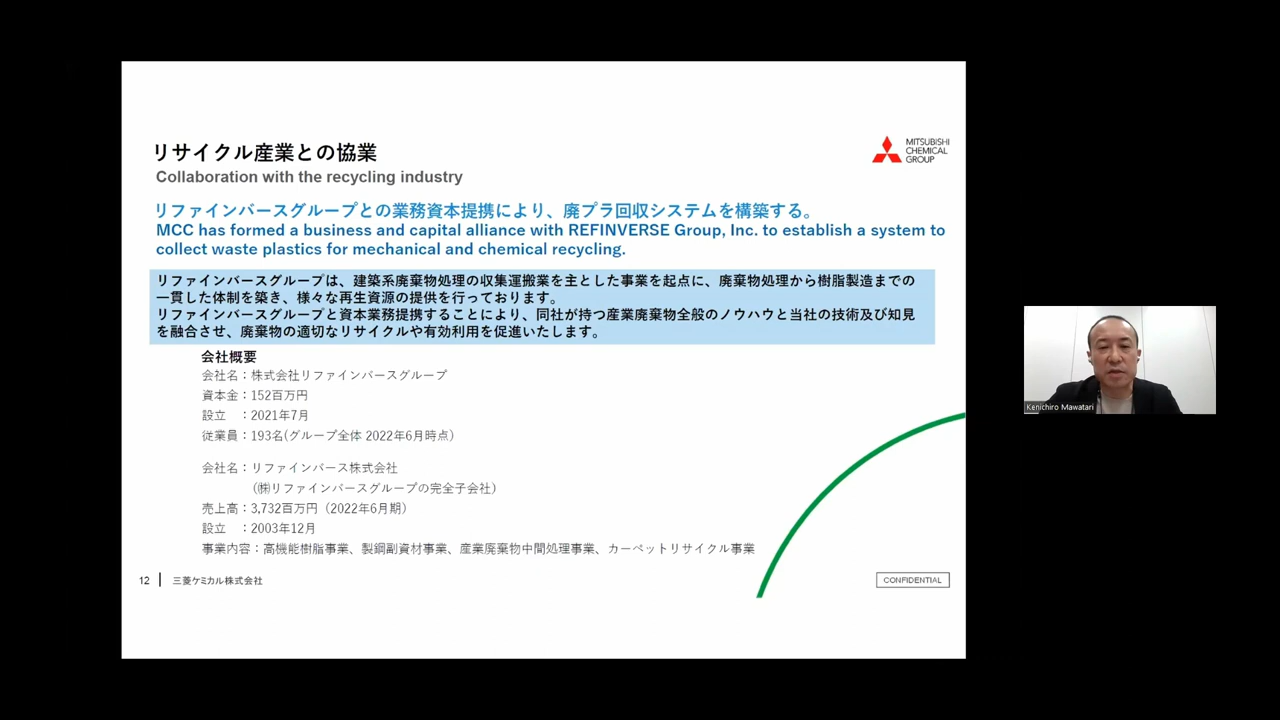 リサイクル産業との協業
Collaboration with the recycling industry
MITSUBISHI
CHEMICAL
GROUP
リファインバースグループとの業務資本提携により、廃プラ回収システムを構築する。
MCC has formed a business and capital alliance with REFINVERSE Group, Inc. to establish a system to
collect waste plastics for mechanical and chemical recycling.
リファインバースグループは、建築系廃棄物処理の収集運搬業を主とした事業を起点に、廃棄物処理から樹脂製造までの
一貫した体制を築き、様々な再生資源の提供を行っております。
リファインバースグループと資本業務提携することにより、同社が持つ産業廃棄物全般のノウハウと当社の技術及び知見
を融合させ、廃棄物の適切なリサイクルや有効利用を促進いたします。
会社概要
会社名：株式会社リファインバースグループ
資本金：152百万円
設立　：2021年7月
従業員：193名(グループ全体 2022年6月時点)
会社名：リファインバース株式会社
（㈱リファインバースグループの完全子会社）
売上高：3,732百万円（2022年6月期）
設立　：2003年12月
事業内容：高機能樹脂事業、製鋼副資材事業、産業廃棄物中間処理事業、カーペットリサイクル事業
12
三菱ケミカル株式会社
CONFIDENTIAL
Kenichiro Mawatari